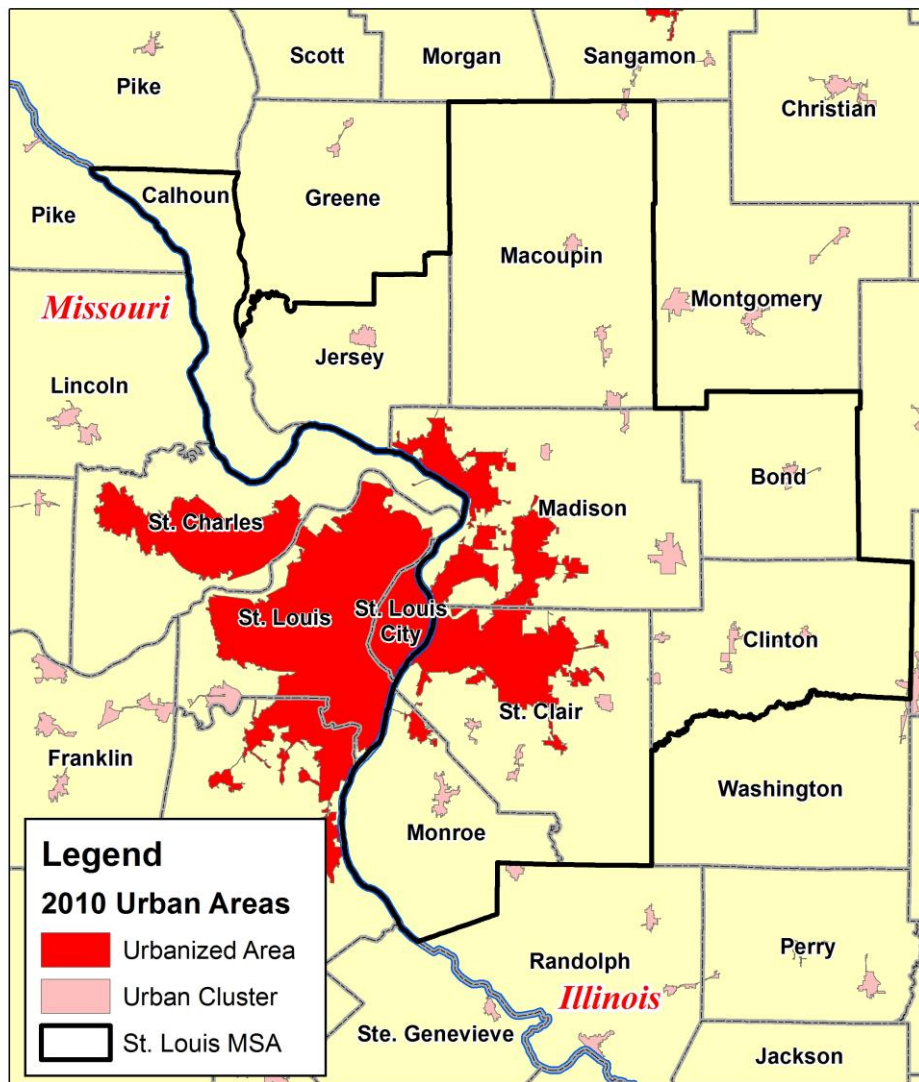 Scott
Morgan
Sangamon
Pike
Christian
Calhoun
Greene
Pike
Macoupin
Missouri
Montgomery
Jersey
Lincoln
Bond
St. Charles
Madison
St. Louis
St. Louis
City
Clinton
St. Clair
Franklin
Washington
Monroe
Legend
2010 Urban Areas
Urbanized Area
Urban Cluster
St. Louis MSA
Randolph
Perry
Illinois
Ste. Genevieve
Jackson